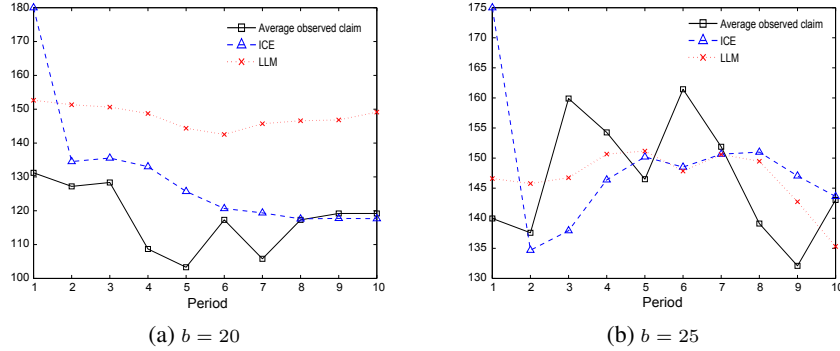 180
170
160
150
140
130
120
110
100
1 2 3 4 5 6 7 8 9 10
Period
Average observed claim
ICE
LLM
(a) b = 20
175
170
165
160
155
150
145
140
135
130
1 2 3 4 5 6 7 8 9 10
Period
Average observed claim
ICE
LLM
(b) b = 25